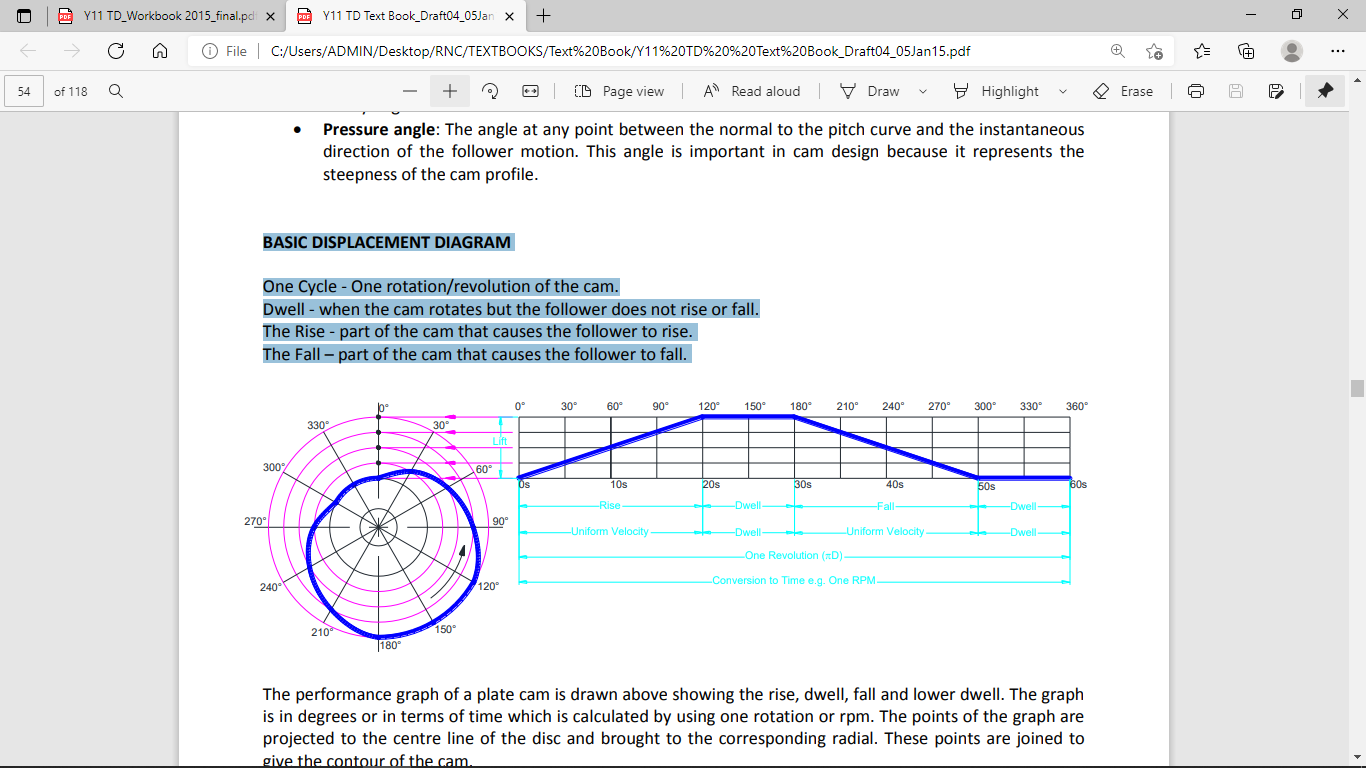 Y11 TD_Workbook 2015_final.pd
Y11 TD Text Book_Draft04_05Jan
File
C:/Users/ADMIN/Desktop/RNC/TEXTBOOKS/Text%20Book/Y11%20TD%20%20Text%20Book_Draft04_05Jan15.pdf
54 of 118
Page view
Read aloud
Draw
Highlight
Erase
• Pressure angle: The angle at any point between the normal to the pitch curve and the instantaneous
direction of the follower motion. This angle is important in cam design because it represents the
steepness of the cam profile.
BASIC DISPLACEMENT DIAGRAM
One Cycle - One rotation/revolution of the cam.
Dwell - when the cam rotates but the follower does not rise or fall.
The Rise - part of the cam that causes the follower to rise.
The Fall – part of the cam that causes the follower to fall.
0°
30°
60°
90°
120°
150°
180°
210°
240°
270°
300°
330°
Lift
0° 30° 60° 90° 120° 150° 180° 210° 240° 270° 300° 330° 360°
0s 10s 20s 30s 40s 50s 60s
Rise Dwell Fall Dwell
Uniform Velocity Dwell Uniform Velocity Dwell
One Revolution (πD)
Conversion to Time e.g. One RPM
The performance graph of a plate cam is drawn above showing the rise, dwell, fall and lower dwell. The graph
is in degrees or in terms of time which is calculated by using one rotation or rpm. The points of the graph are
projected to the centre line of the disc and brought to the corresponding radial. These points are joined to
give the contour of the cam.